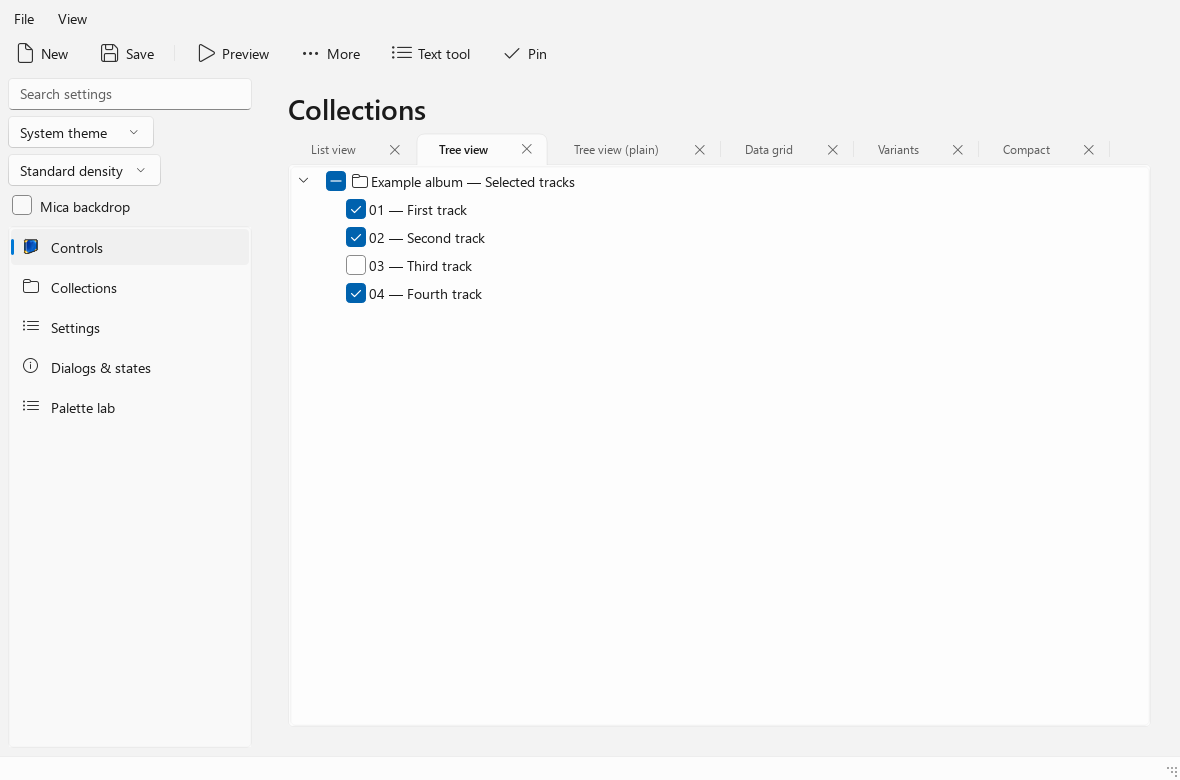 File View
New Save Preview More Text tool Pin
Search settings
System theme
Standard density
Mica backdrop
Controls
Collections
Settings
Dialogs & states
Palette lab
Collections
List view Tree view Tree view (plain) Data grid Variants Compact
Example album — Selected tracks
01 — First track
02 — Second track
03 — Third track
04 — Fourth track